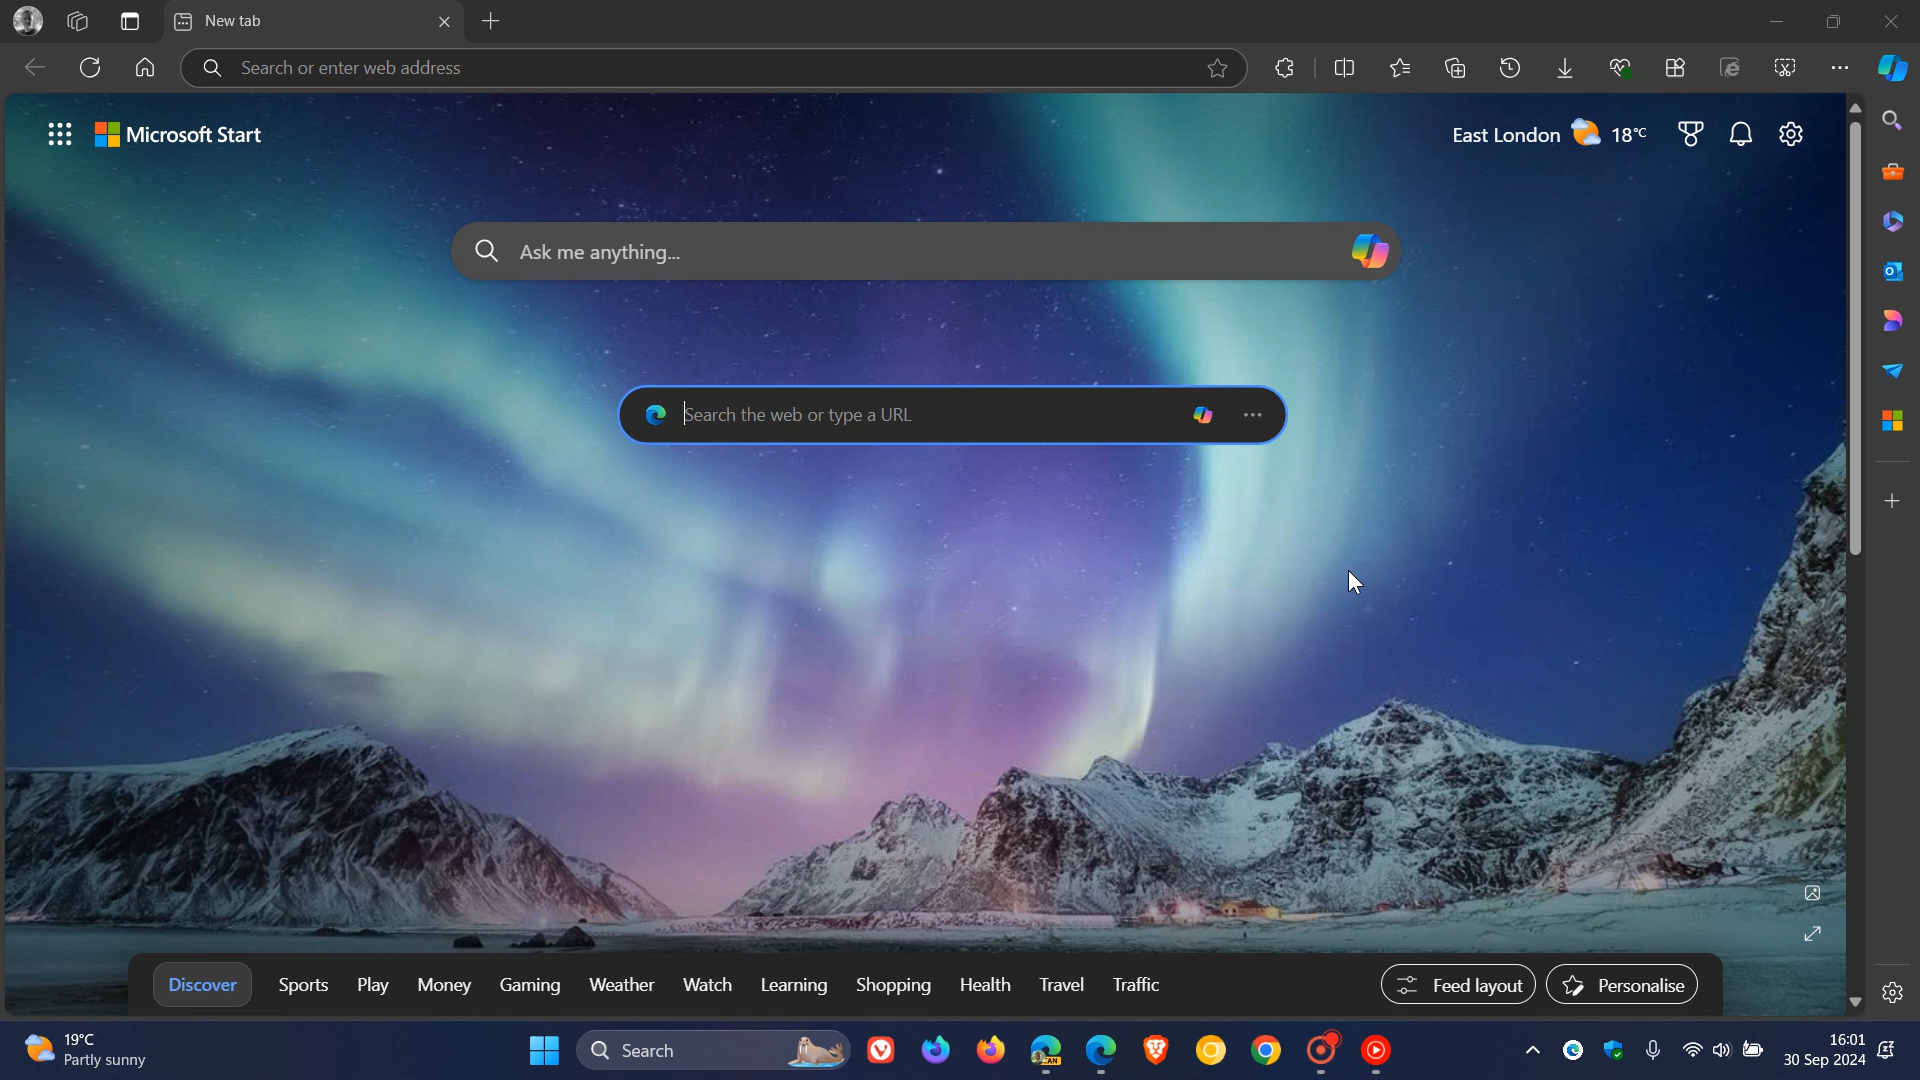 New tab
Search or enter web address
Microsoft Start
East London 18°C
Ask me anything...
Search the web or type a URL
Discover Sports Play Money Gaming Weather Watch Learning Shopping Health Travel Traffic Feed layout Personalise
19°C
Partly sunny
Search
CAN
16:01
30 Sep 2024